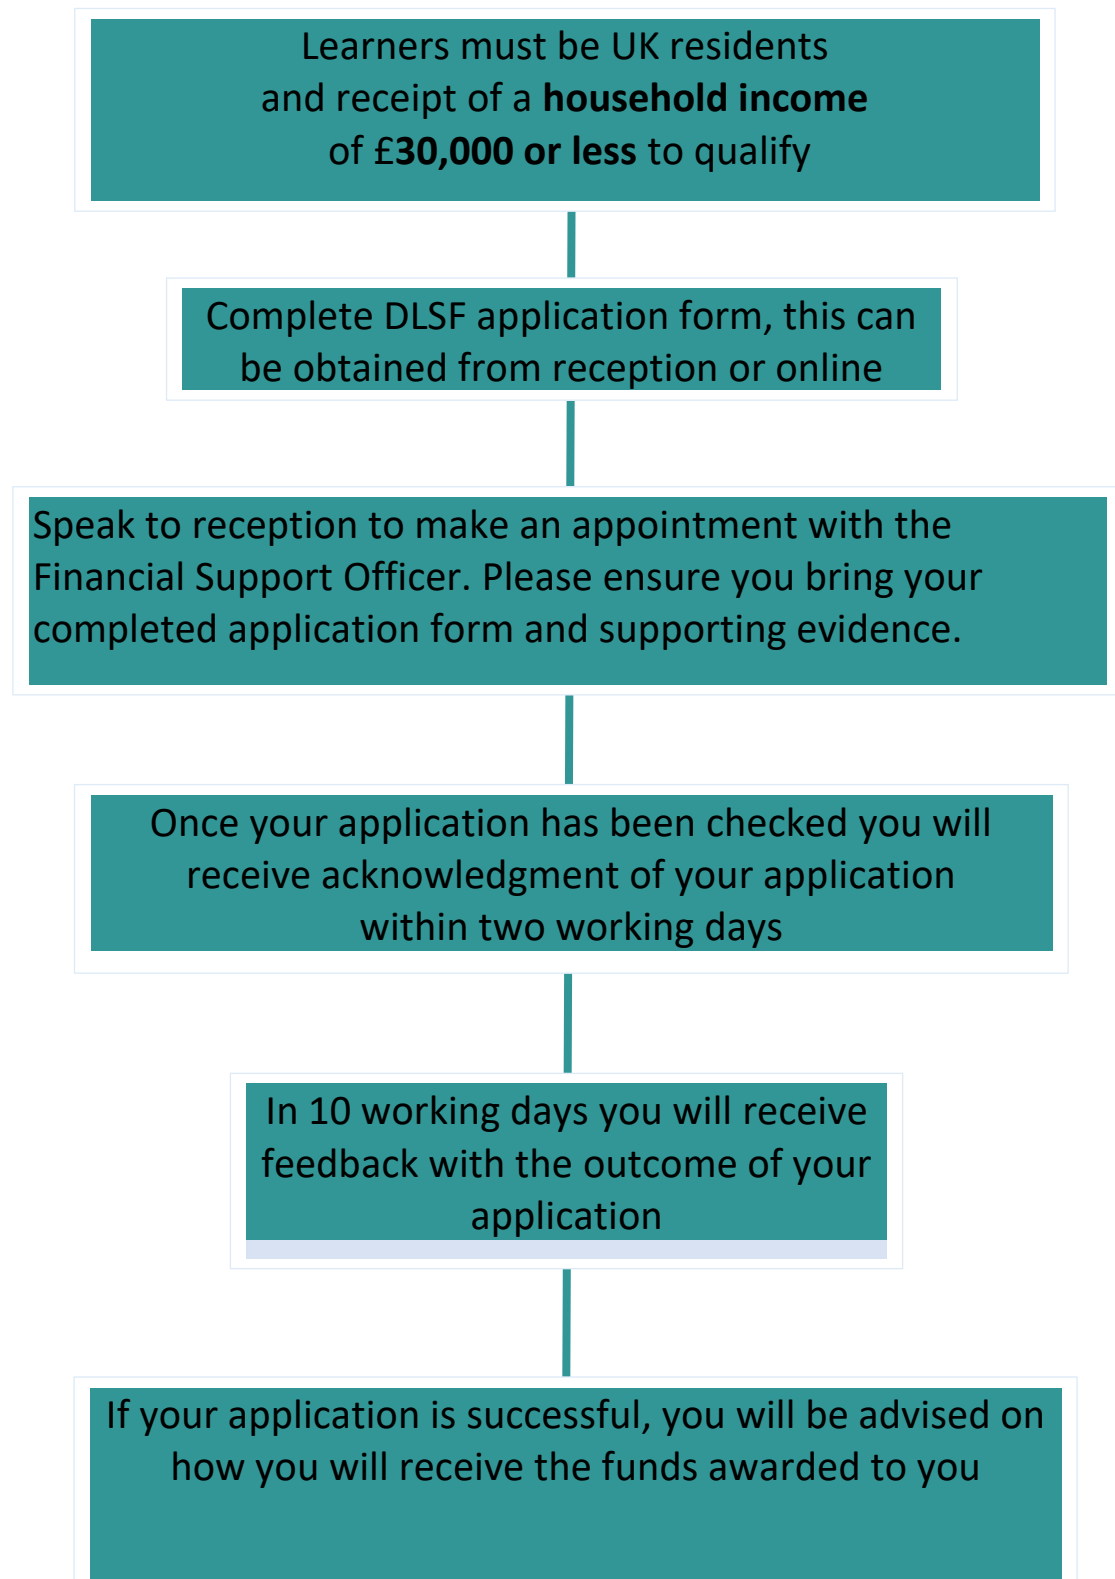 Learners must be UK residents
and receipt of a household income
of £30,000 or less to qualify
Complete DLSF application form, this can
be obtained from reception or online
Speak to reception to make an appointment with the
Financial Support Officer. Please ensure you bring your
completed application form and supporting evidence.
Once your application has been checked you will
receive acknowledgment of your application
within two working days
In 10 working days you will receive
feedback with the outcome of your
application
If your application is successful, you will be advised on
how you will receive the funds awarded to you